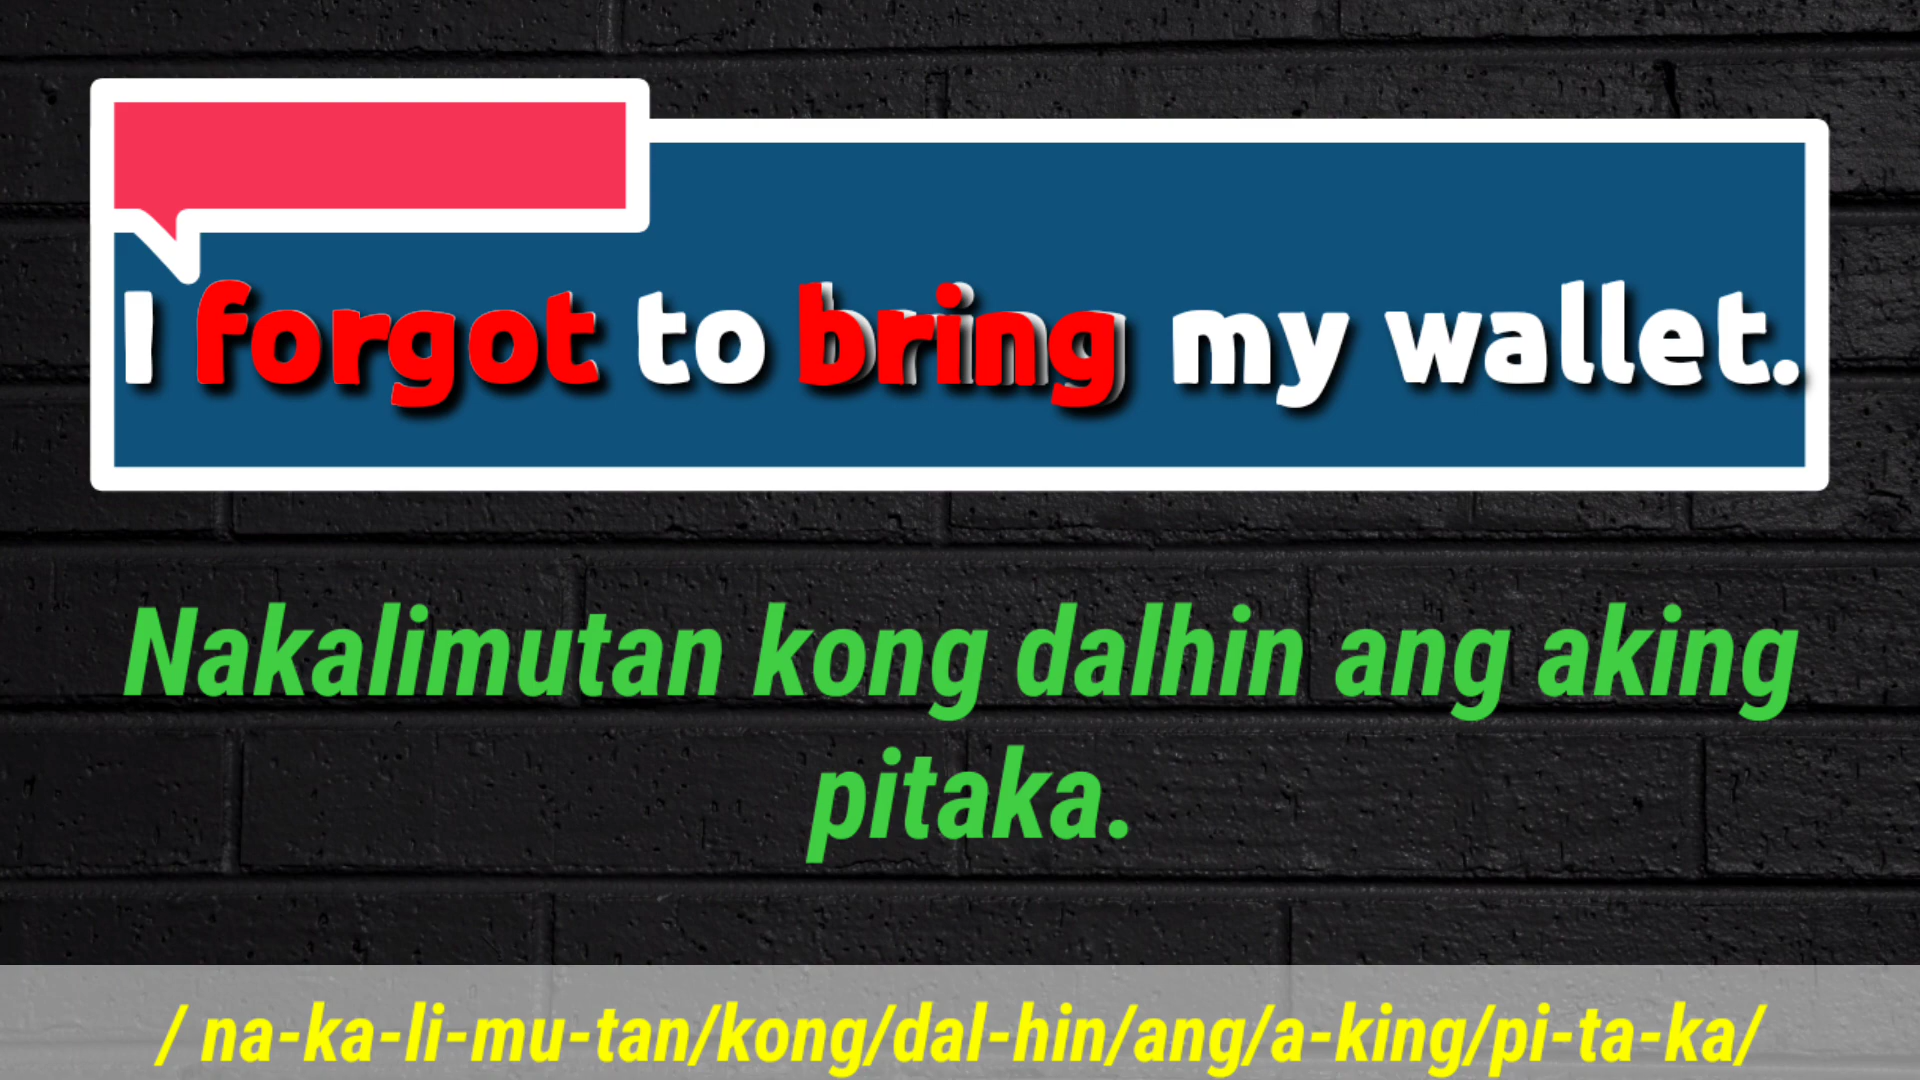 I forgot to bring my wallet.
Nakalimutan kong dalhin ang aking
pitaka.
/ na-ka-li-mu-tan/kong/dal-hin/ang/a-king/pi-ta-ka/